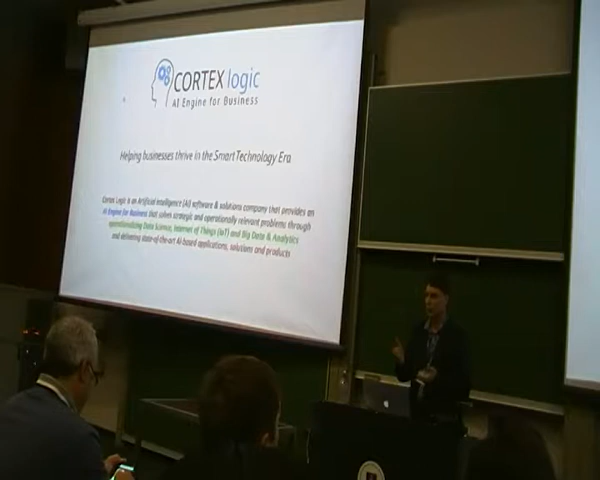 CORTEX logic
AI Engine for Business
Helping businesses thrive in the Smart Technology Era
Cortex Logic is an Artificial Intelligence (AI) software & solutions company that provides an
AI Engine for Business that solves strategic and operationally relevant problems through
operationalizing Data Science, Internet of Things (IoT) and Big Data & Analytics
and delivering state-of-the-art AI-based applications, solutions and products